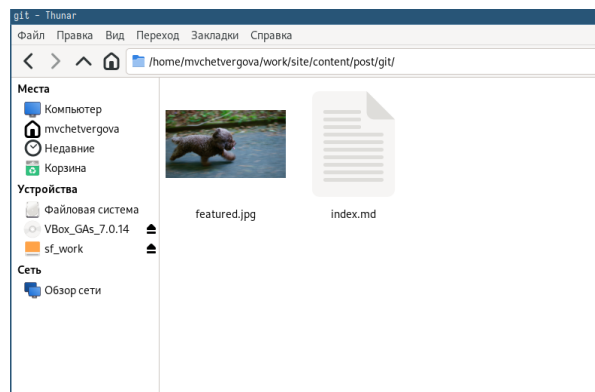 git - Thunar
Файл Правка Вид Переход Закладки Справка
/home/mvchetvergova/work/site/content/post/git/
Места
Компьютер
mvchetvergova
Недавние
Корзина
Устройства
Файловая система
VBox_GAs_7.0.14
sf_work
Сеть
Обзор сети
featured.jpg
index.md